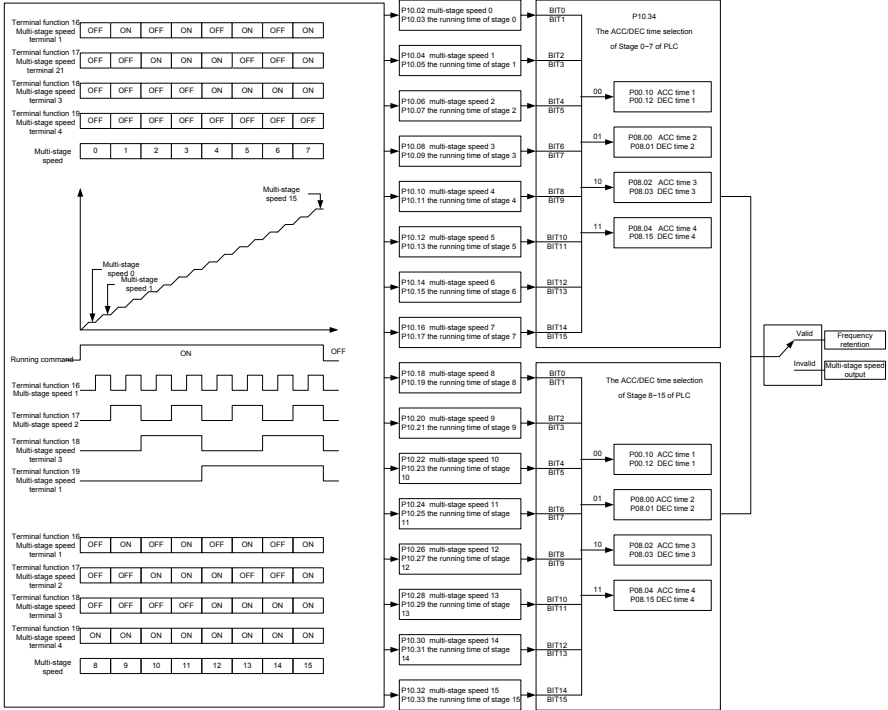 Terminal function 16
Multi-stage speed
terminal 1
OFF ON OFF ON OFF ON OFF ON
Terminal function 17
Multi-stage speed
terminal 21
OFF OFF ON ON OFF OFF ON ON
Terminal function 18
Multi-stage speed
terminal 3
OFF OFF OFF OFF ON ON ON ON
Terminal function 19
Multi-stage speed
terminal 4
OFF OFF OFF OFF OFF OFF OFF OFF
Multi-stage
speed
0 1 2 3 4 5 6 7
Multi-stage
speed 15
Multi-stage
speed 0
Multi-stage
speed 1
Running command
ON
OFF
Terminal function 16
Multi-stage speed 1
Terminal function 17
Multi-stage speed 2
Terminal function 18
Multi-stage speed
terminal 3
Terminal function 19
Multi-stage speed
terminal 1
Terminal function 16
Multi-stage speed
terminal 1
OFF ON OFF ON OFF ON OFF ON
Terminal function 17
Multi-stage speed
terminal 2
OFF OFF ON ON OFF OFF ON ON
Terminal function 18
Multi-stage speed
terminal 3
OFF OFF OFF OFF ON ON ON ON
Terminal function 19
Multi-stage speed
terminal 4
ON ON ON ON ON ON ON ON
Multi-stage
speed
8 9 10 11 12 13 14 15
P10.02 multi-stage speed 0
P10.03 the running time of stage 0
P10.04 multi-stage speed 1
P10.05 the running time of stage 1
P10.06 multi-stage speed 2
P10.07 the running time of stage 2
P10.08 multi-stage speed 3
P10.09 the running time of stage 3
P10.10 multi-stage speed 4
P10.11 the running time of stage 4
P10.12 multi-stage speed 5
P10.13 the running time of stage 5
P10.14 multi-stage speed 6
P10.15 the running time of stage 6
P10.16 multi-stage speed 7
P10.17 the running time of stage 7
P10.18 multi-stage speed 8
P10.19 the running time of stage 8
P10.20 multi-stage speed 9
P10.21 the running time of stage 9
P10.22 multi-stage speed 10
P10.23 the running time of stage
10
P10.24 multi-stage speed 11
P10.25 the running time of stage
11
P10.26 multi-stage speed 12
P10.27 the running time of stage
12
P10.28 multi-stage speed 13
P10.29 the running time of stage
13
P10.30 multi-stage speed 14
P10.31 the running time of stage
14
P10.32 multi-stage speed 15
P10.33 the running time of stage 15
BIT0
BIT1
BIT2
BIT3
BIT4
BIT5
BIT6
BIT7
BIT8
BIT9
BIT10
BIT11
BIT12
BIT13
BIT14
BIT15
P10.34
The ACC/DEC time selection
of Stage 0~7 of PLC
00
P00.10 ACC time 1
P00.12 DEC time 1
01
P08.00 ACC time 2
P08.01 DEC time 2
10
P08.02 ACC time 3
P08.03 DEC time 3
11
P08.04 ACC time 4
P08.15 DEC time 4
BIT0
BIT1
BIT2
BIT3
BIT4
BIT5
BIT6
BIT7
BIT8
BIT9
BIT10
BIT11
BIT12
BIT13
BIT14
BIT15
The ACC/DEC time selection
of Stage 8~15 of PLC
00
P00.10 ACC time 1
P00.12 DEC time 1
01
P08.00 ACC time 2
P08.01 DEC time 2
10
P08.02 ACC time 3
P08.03 DEC time 3
11
P08.04 ACC time 4
P08.15 DEC time 4
Valid
Invalid
Frequency
retention
Multi-stage speed
output